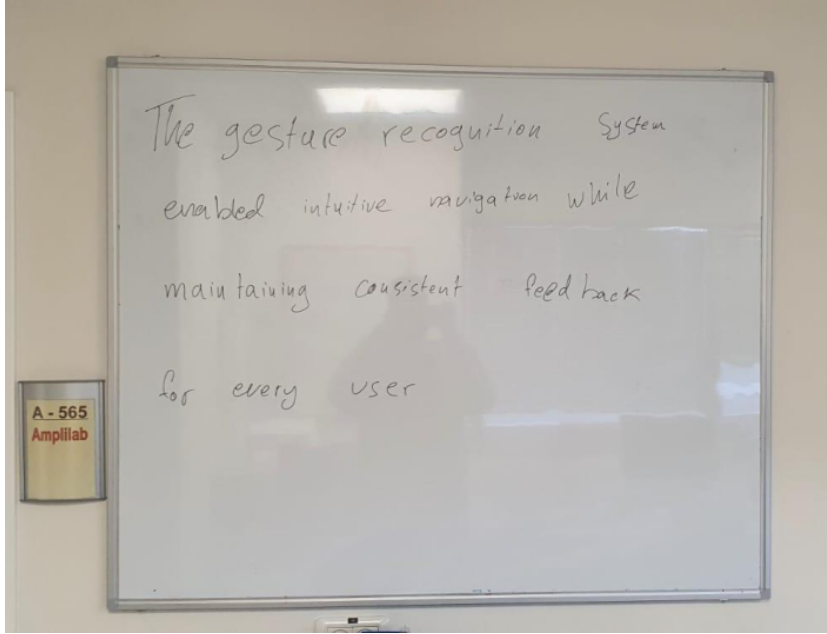 The gesture recognition System
enabled intuitive navigation while
maintaining consistent feedback
for every user
A - 565
Amplilab